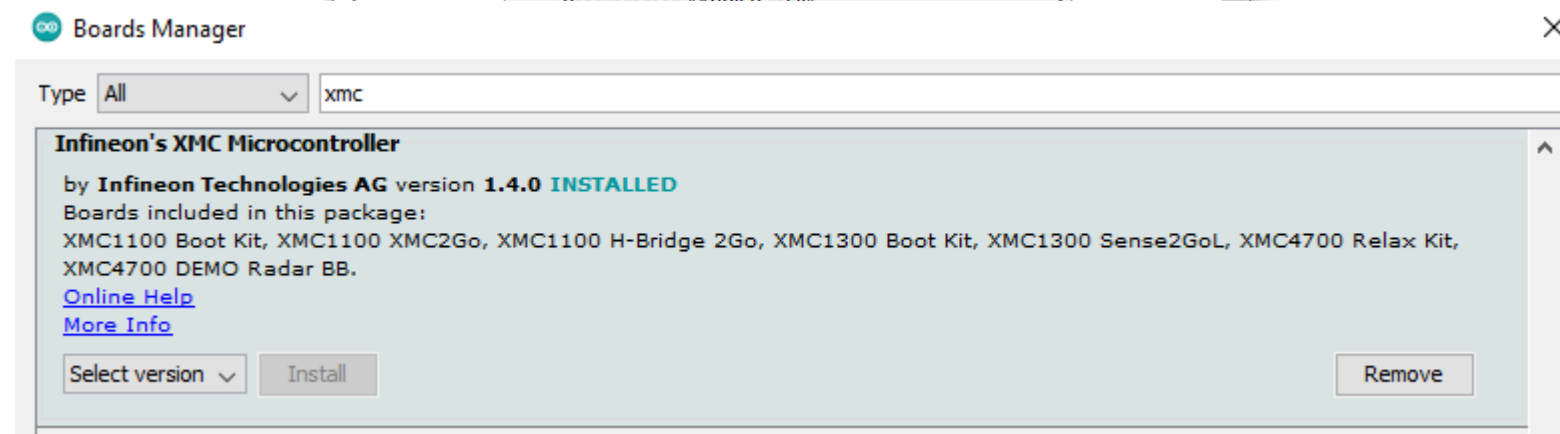 Boards Manager
Type All xmc
Infineon's XMC Microcontroller
by Infineon Technologies AG version 1.4.0 INSTALLED
Boards included in this package:
XMC1100 Boot Kit, XMC1100 XMC2Go, XMC1100 H-Bridge 2Go, XMC1300 Boot Kit, XMC1300 Sense2GoL, XMC4700 Relax Kit,
XMC4700 DEMO Radar BB.
Online Help
More Info
Select version Install Remove